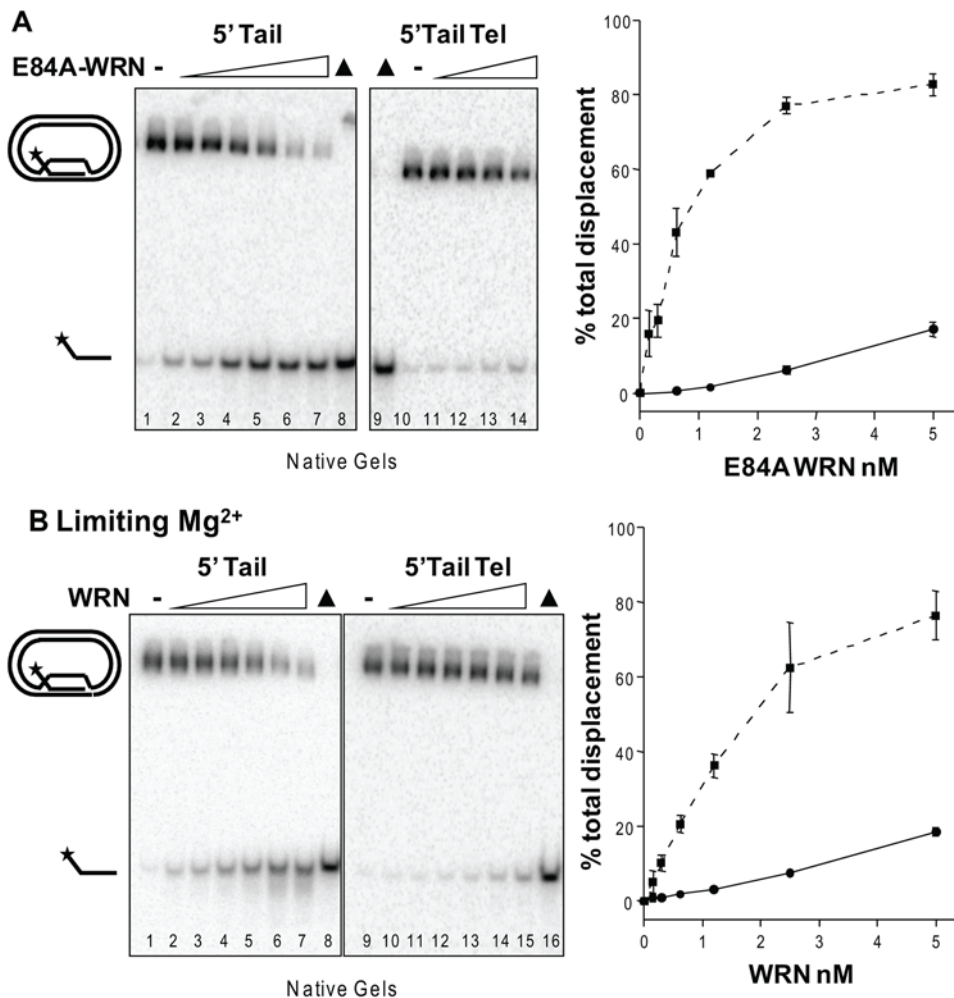 A
5' Tail
5'Tail Tel
E84A-WRN - ▲ ▲ -
1 2 3 4 5 6 7 8 9 10 11 12 13 14
Native Gels
% total displacement
100
80
60
40
20
0
0 1 2 3 4 5
E84A WRN nM
B Limiting Mg²⁺
5' Tail
5'Tail Tel
WRN - ▲ - ▲
1 2 3 4 5 6 7 8 9 10 11 12 13 14 15 16
Native Gels
% total displacement
100
80
60
40
20
0
0 1 2 3 4 5
WRN nM